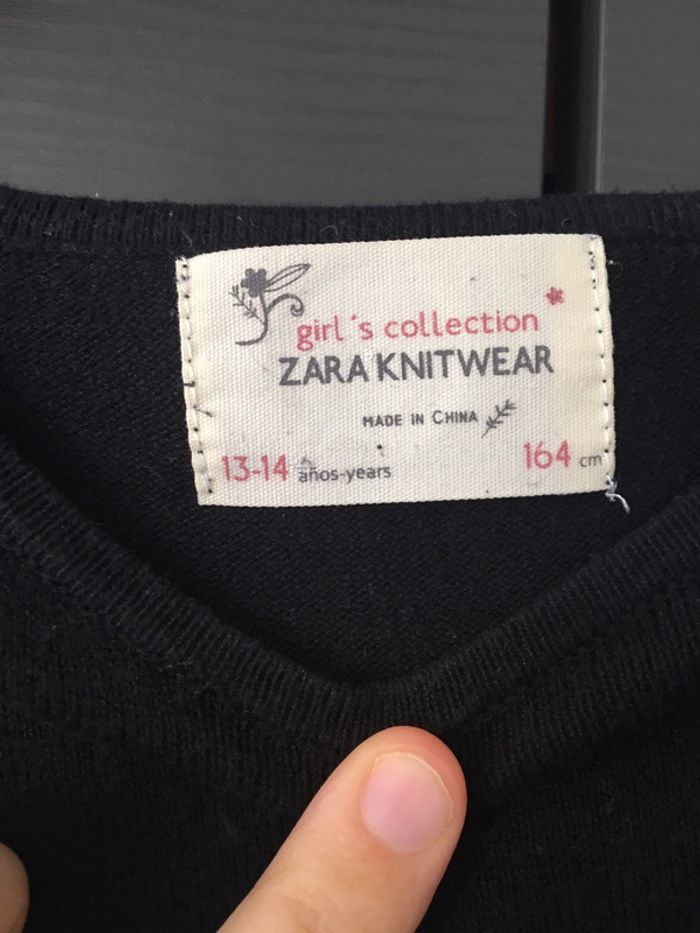 girl´s collection
ZARA KNITWEAR
MADE IN CHINA
13-14 años-years 164 cm